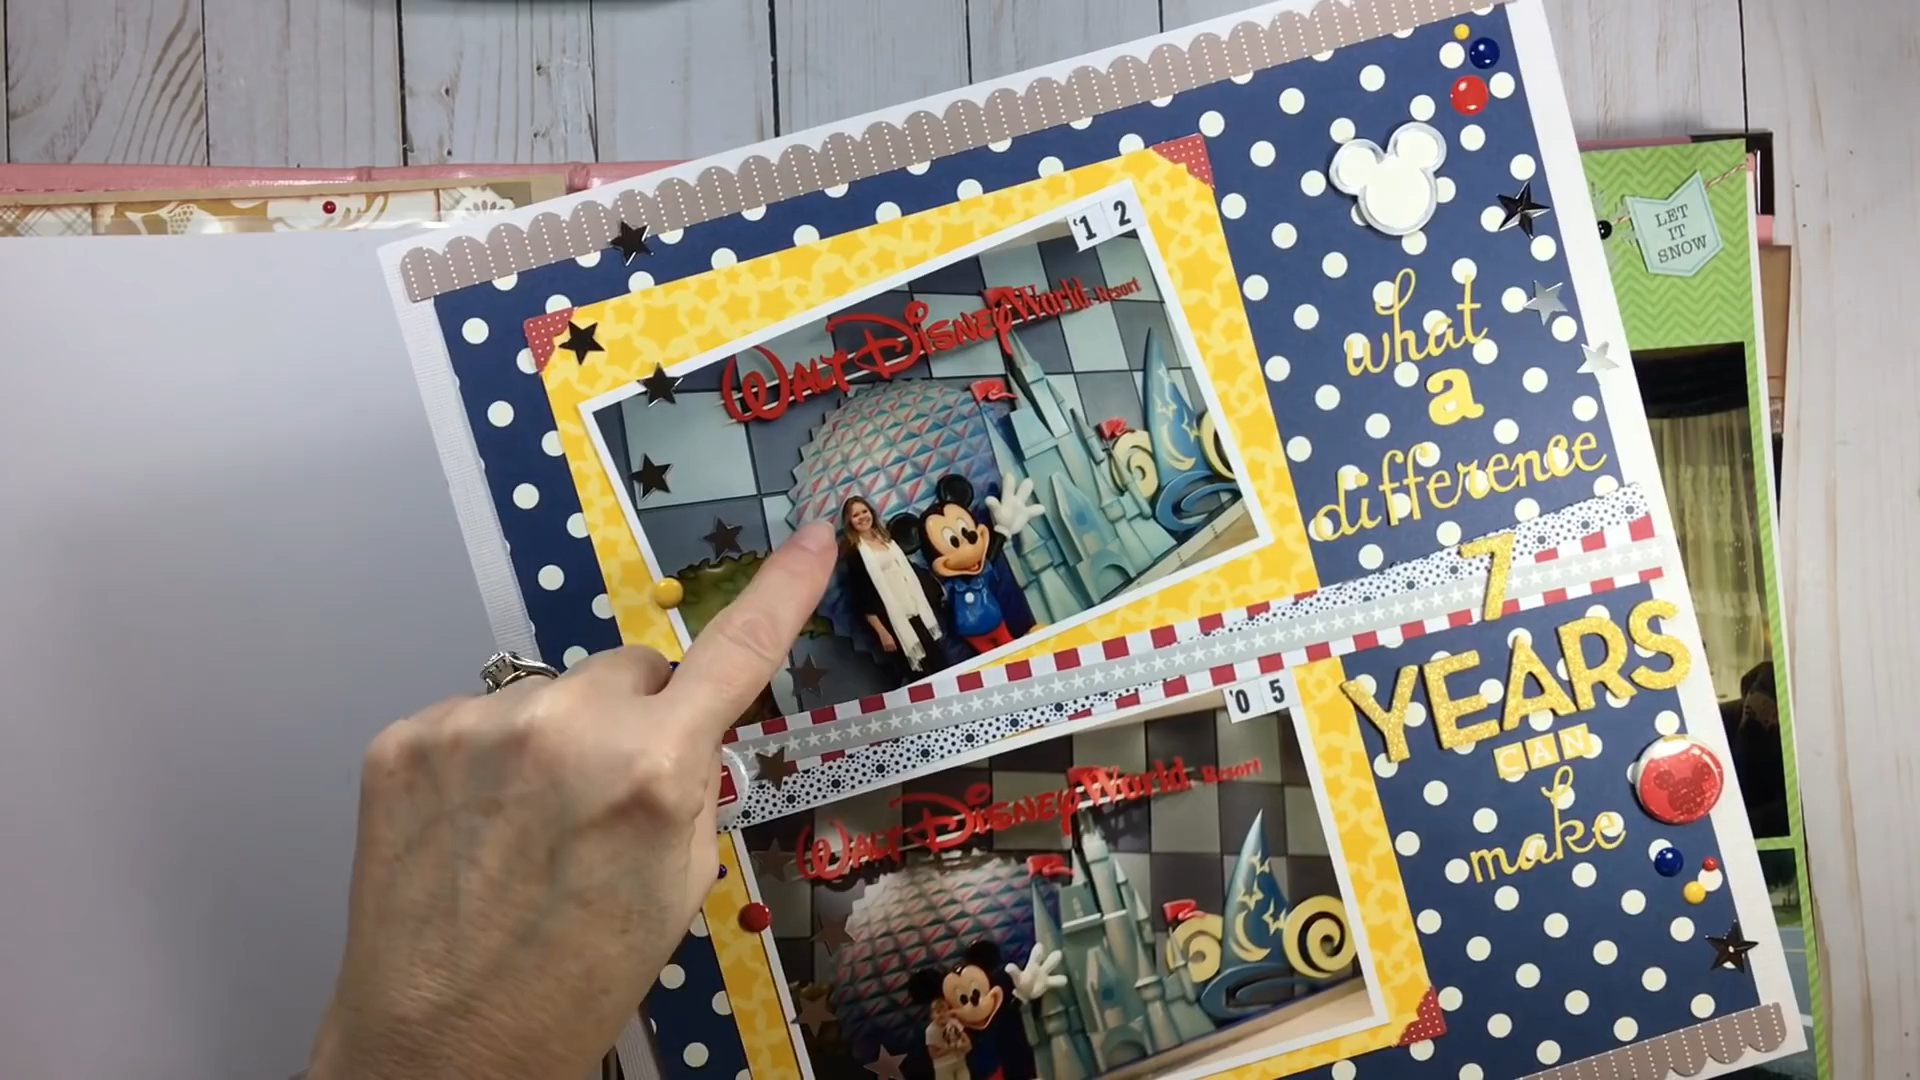 '12
WALT DISNEY World. Resort
what
a
difference
7
YEARS
CAN
make
'05
WALT DISNEY World. Resort
LET
IT
SNOW